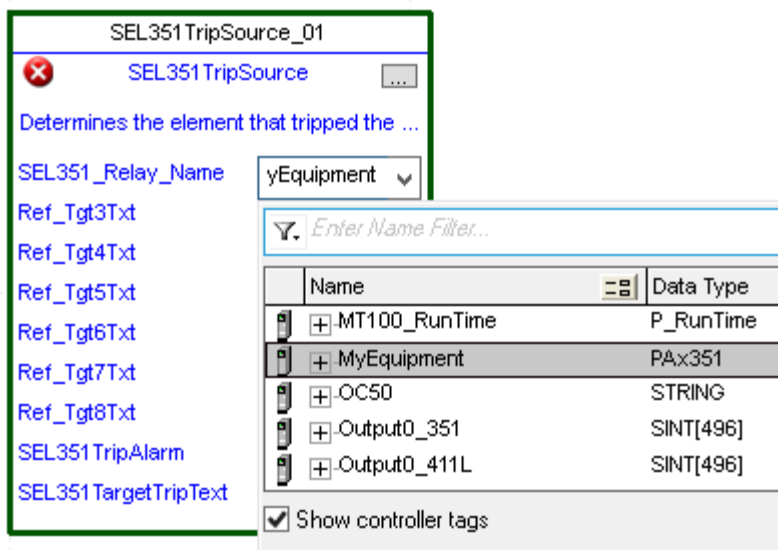 SEL351TripSource_01
SEL351TripSource ...
Determines the element that tripped the ...
SEL351_Relay_Name yEquipment
Ref_Tgt3Txt
Ref_Tgt4Txt
Ref_Tgt5Txt
Ref_Tgt6Txt
Ref_Tgt7Txt
Ref_Tgt8Txt
SEL351TripAlarm
SEL351TargetTripText
Enter Name Filter...
Name Data Type
MT100_RunTime P_RunTime
MyEquipment PAx351
OC50 STRING
Output0_351 SINT[496]
Output0_411L SINT[496]
Show controller tags